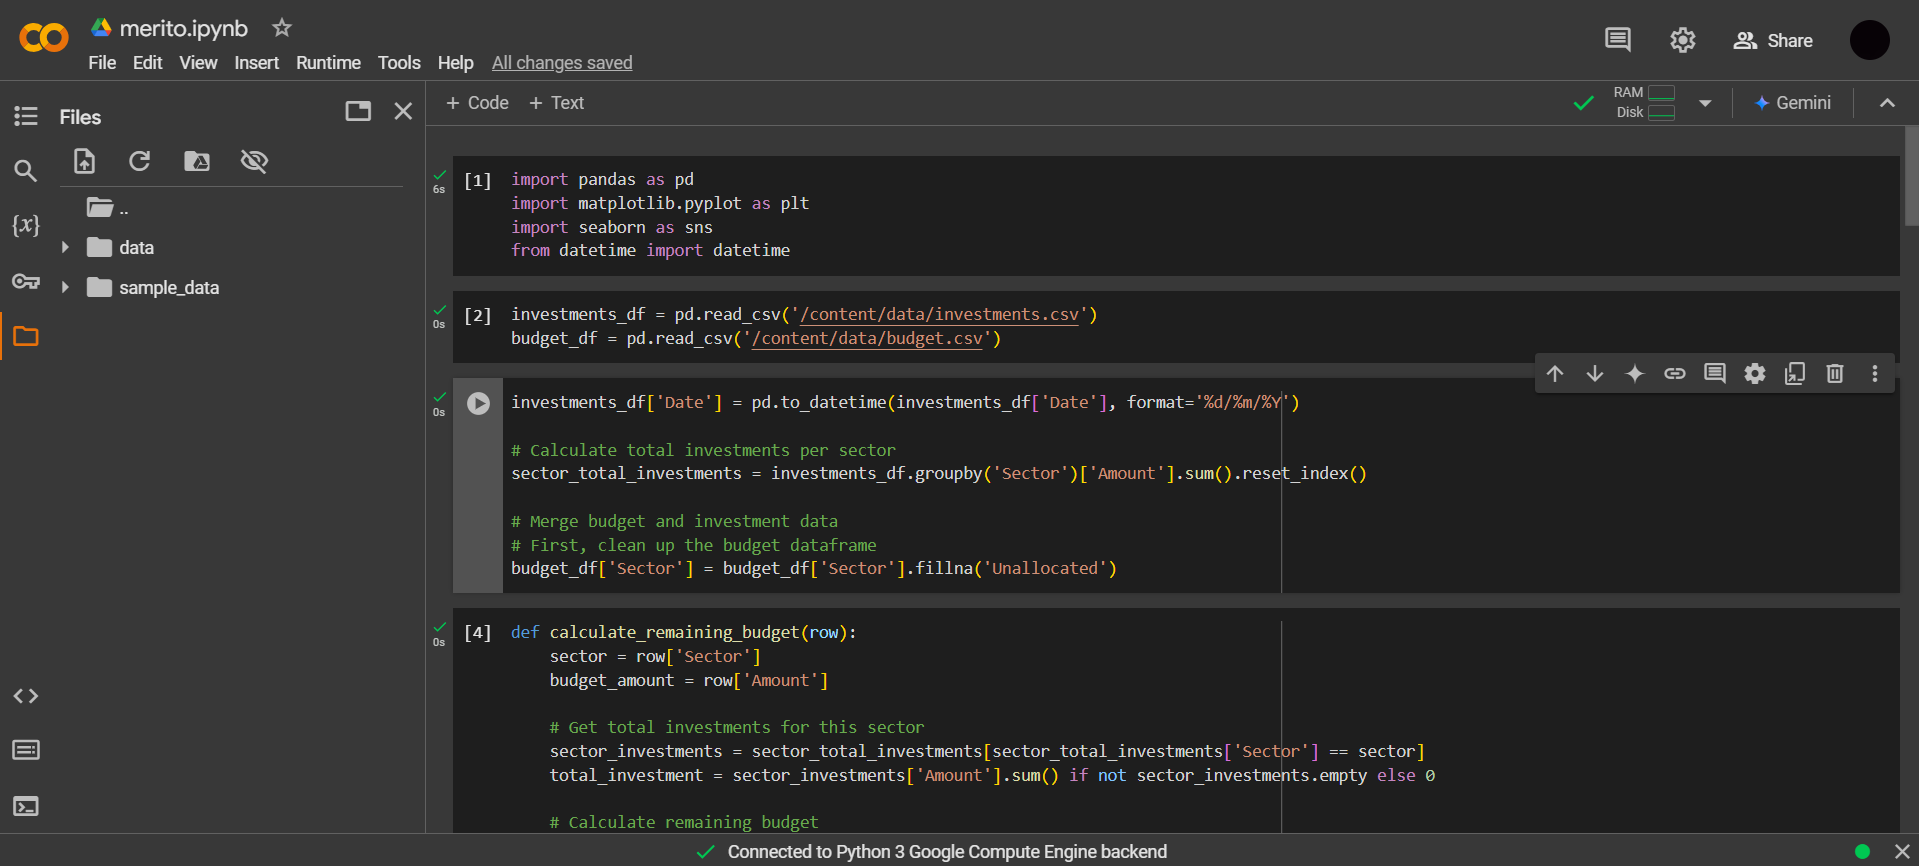 merito.ipynb
File Edit View Insert Runtime Tools Help All changes saved
Share
Files
+ Code + Text
RAM
Disk
Gemini
..
data
sample_data
{x}
6s
[1] import pandas as pd
import matplotlib.pyplot as plt
import seaborn as sns
from datetime import datetime
0s
[2] investments_df = pd.read_csv('/content/data/investments.csv')
budget_df = pd.read_csv('/content/data/budget.csv')
0s
investments_df['Date'] = pd.to_datetime(investments_df['Date'], format='%d/%m/%Y')
# Calculate total investments per sector
sector_total_investments = investments_df.groupby('Sector')['Amount'].sum().reset_index()
# Merge budget and investment data
# First, clean up the budget dataframe
budget_df['Sector'] = budget_df['Sector'].fillna('Unallocated')
0s
[4] def calculate_remaining_budget(row):
sector = row['Sector']
budget_amount = row['Amount']
# Get total investments for this sector
sector_investments = sector_total_investments[sector_total_investments['Sector'] == sector]
total_investment = sector_investments['Amount'].sum() if not sector_investments.empty else 0
# Calculate remaining budget
Connected to Python 3 Google Compute Engine backend